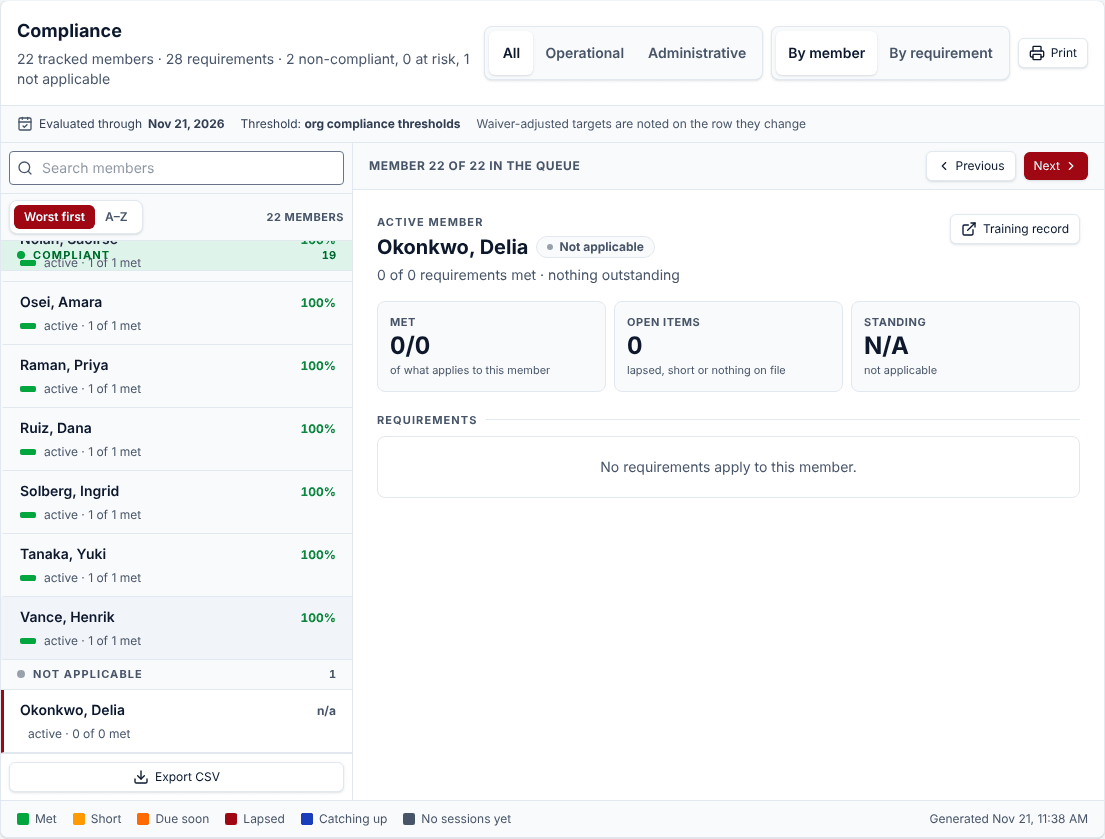 Compliance
22 tracked members · 28 requirements · 2 non-compliant, 0 at risk, 1
not applicable
All Operational Administrative
By member By requirement
Print
Evaluated through Nov 21, 2026 Threshold: org compliance thresholds Waiver-adjusted targets are noted on the row they change
Search members
Worst first A–Z 22 MEMBERS
COMPLIANT 19
active · 1 of 1 met
Osei, Amara 100%
active · 1 of 1 met
Raman, Priya 100%
active · 1 of 1 met
Ruiz, Dana 100%
active · 1 of 1 met
Solberg, Ingrid 100%
active · 1 of 1 met
Tanaka, Yuki 100%
active · 1 of 1 met
Vance, Henrik 100%
active · 1 of 1 met
NOT APPLICABLE 1
Okonkwo, Delia n/a
active · 0 of 0 met
Export CSV
MEMBER 22 OF 22 IN THE QUEUE
Previous Next
ACTIVE MEMBER
Okonkwo, Delia Not applicable
Training record
0 of 0 requirements met · nothing outstanding
MET
0/0
of what applies to this member
OPEN ITEMS
0
lapsed, short or nothing on file
STANDING
N/A
not applicable
REQUIREMENTS
No requirements apply to this member.
Met Short Due soon Lapsed Catching up No sessions yet
Generated Nov 21, 11:38 AM